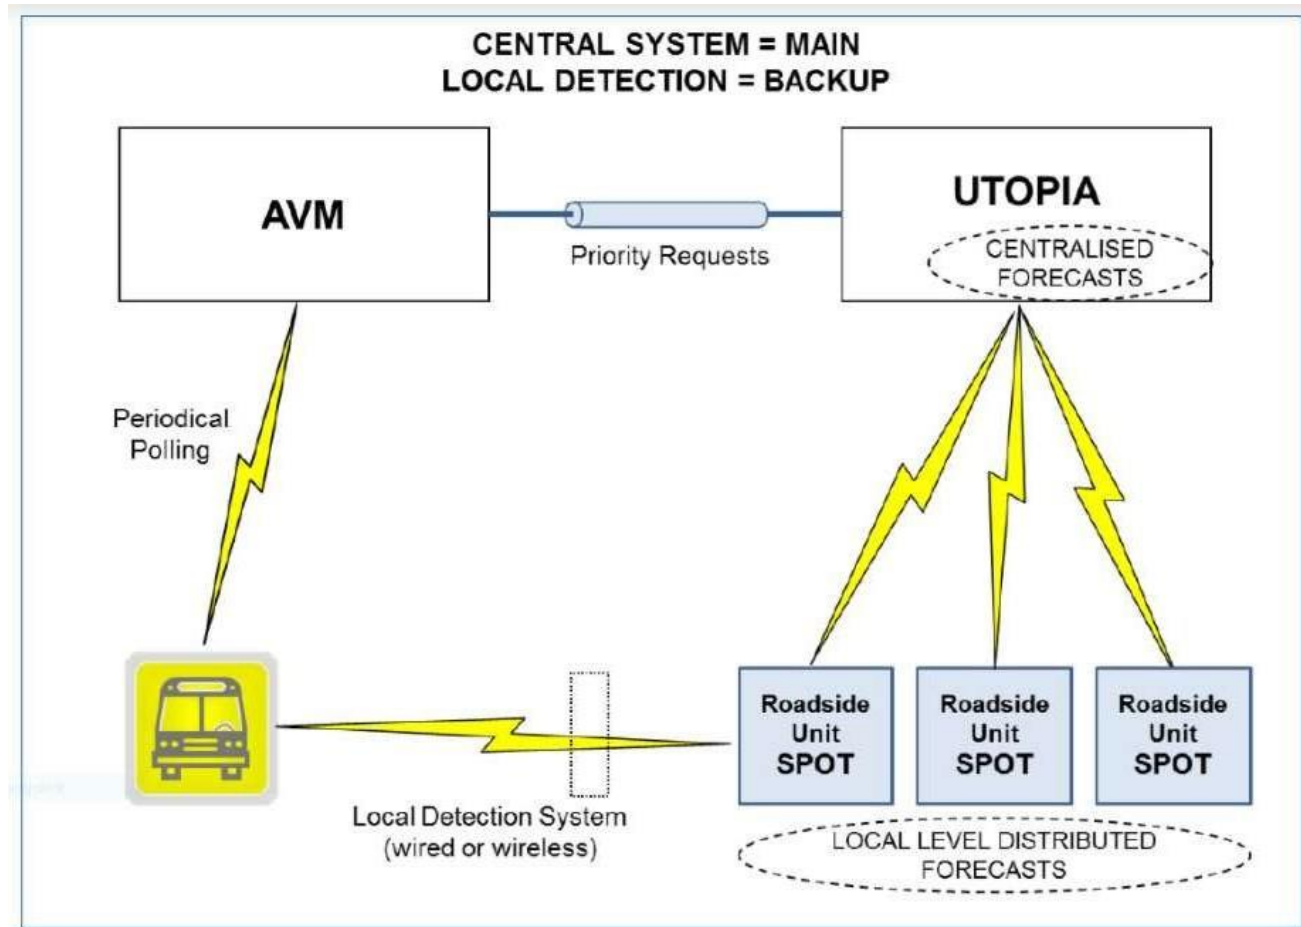 CENTRAL SYSTEM = MAIN
LOCAL DETECTION = BACKUP
AVM
Priority Requests
UTOPIA
CENTRALISED
FORECASTS
Periodical
Polling
Local Detection System
(wired or wireless)
Roadside
Unit
SPOT
Roadside
Unit
SPOT
Roadside
Unit
SPOT
LOCAL LEVEL DISTRIBUTED
FORECASTS